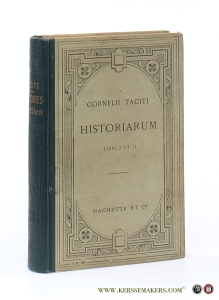 CORNELII TACITI
HISTORIARUM
LIBRI I ET II
HACHETTE ET Cie
WWW.KERSSEMAKERS.COM